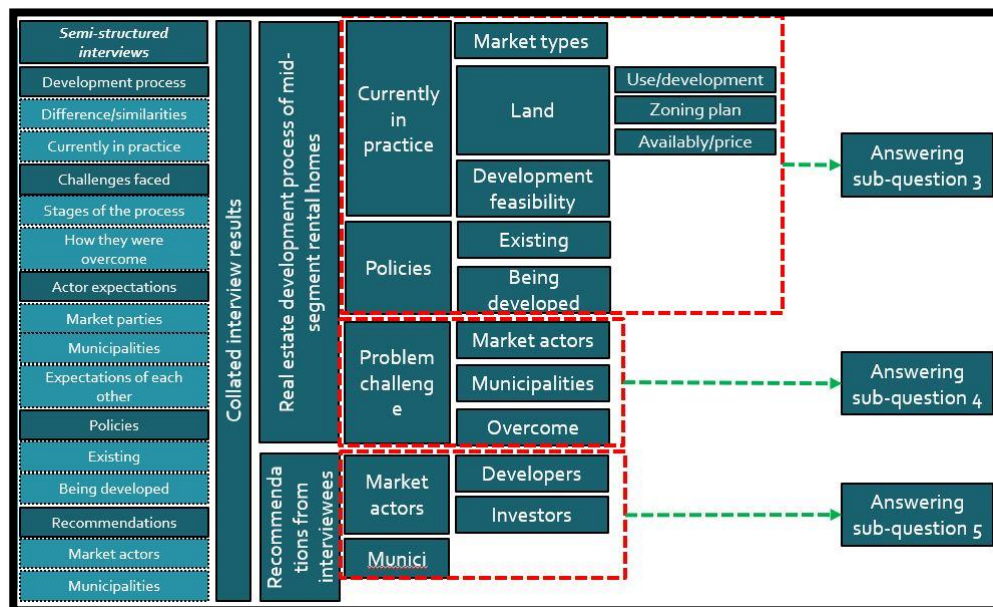 Semi-structured
interviews
Development process
Difference/similarities
Currently in practice
Challenges faced
Stages of the process
How they were
overcome
Actor expectations
Market parties
Municipalities
Expectations of each
other
Policies
Existing
Being developed
Recommendations
Market actors
Municipalities
Collated interview results
Real estate development process of mid-
segment rental homes
Recommenda
tions from
interviewees
Currently
in
practice
Market types
Land
Use/development
Zoning plan
Availably/price
Development
feasibility
Policies
Existing
Being
developed
Problem
challeng
e
Market actors
Municipalities
Overcome
Market
actors
Developers
Investors
Munici
Answering
sub-question 3
Answering
sub-question 4
Answering
sub-question 5